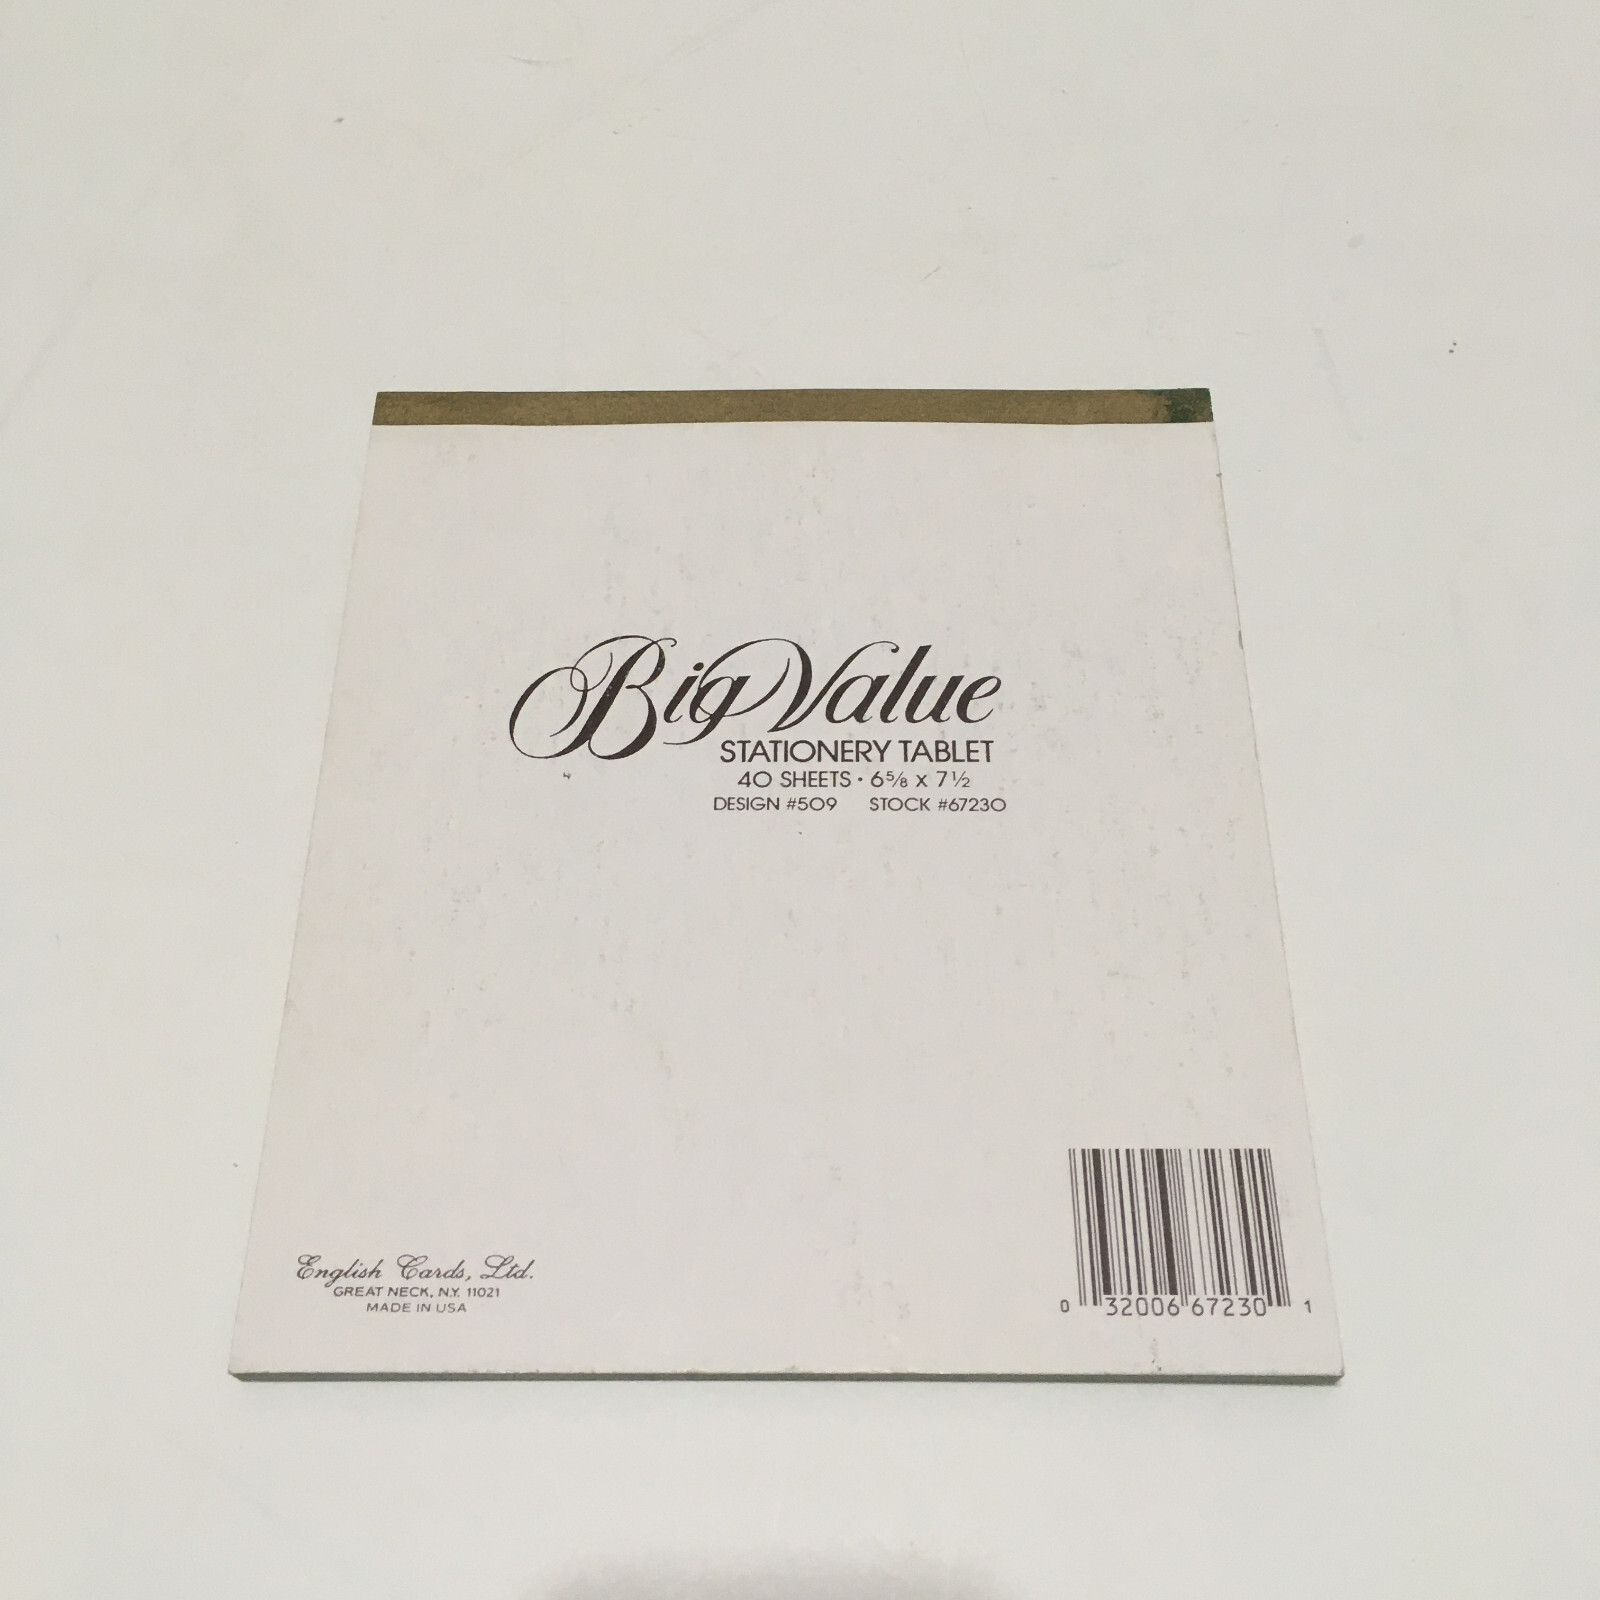 Big Value
STATIONERY TABLET
40 SHEETS · 6⅝ x 7½
DESIGN #509 STOCK #67230
English Cards, Ltd.
GREAT NECK, N.Y. 11021
MADE IN USA
0 32006 67230 1